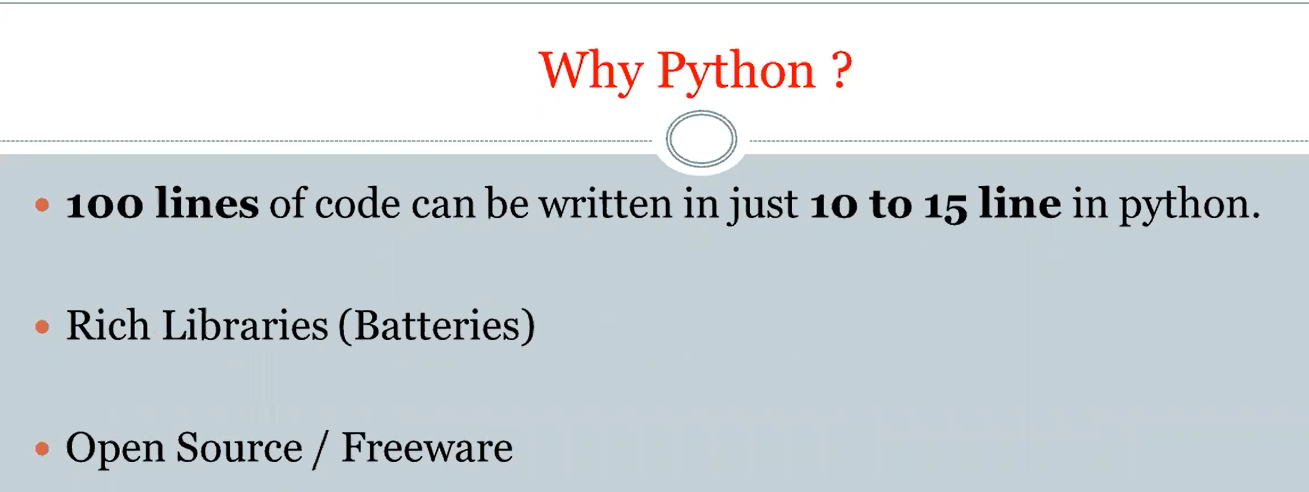 Why Python ?
100 lines of code can be written in just 10 to 15 line in python.
Rich Libraries (Batteries)
Open Source / Freeware